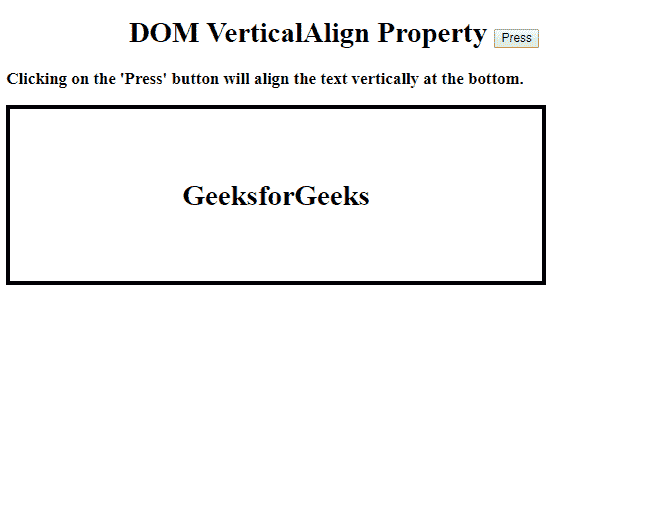 DOM VerticalAlign Property Press
Clicking on the 'Press' button will align the text vertically at the bottom.
GeeksforGeeks